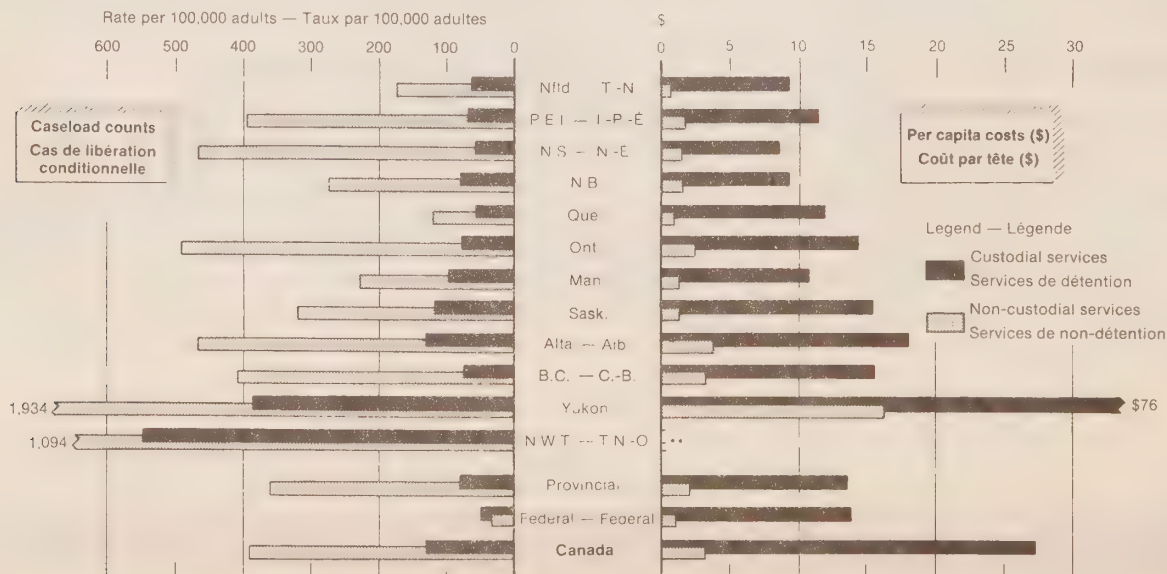 Rate per 100,000 adults — Taux par 100,000 adultes
$
600 500 400 300 200 100 0
0 5 10 15 20 25 30
Caseload counts
Cas de libération
conditionnelle
Per capita costs ($)
Coût par tête ($)
Legend — Légende
Custodial services
Services de détention
Non-custodial services
Services de non-détention
Nfld T-N
P E I — I-P-É
N S — N-É
N B
Que
Ont
Man
Sask.
Alta — Alb
B.C. — C.-B.
1,934 Yukon $76
1,094 NWT — TN-O ••
Provincial
Federal — Federal
Canada